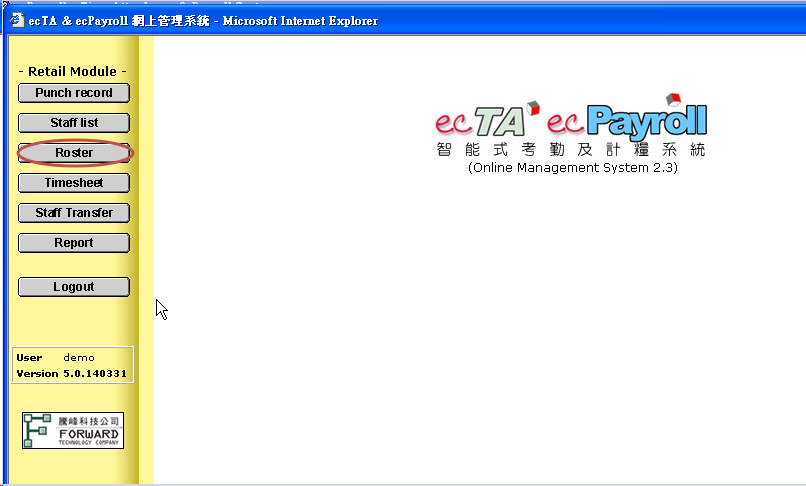 ecTA & ecPayroll 網上管理系統 - Microsoft Internet Explorer
- Retail Module -
Punch record
Staff list
Roster
Timesheet
Staff Transfer
Report
Logout
User demo
Version 5.0.140331
騰峰科技公司
FORWARD
TECHNOLOGY COMPANY
ecTA ecPayroll
智能式考勤及計糧系統
(Online Management System 2.3)